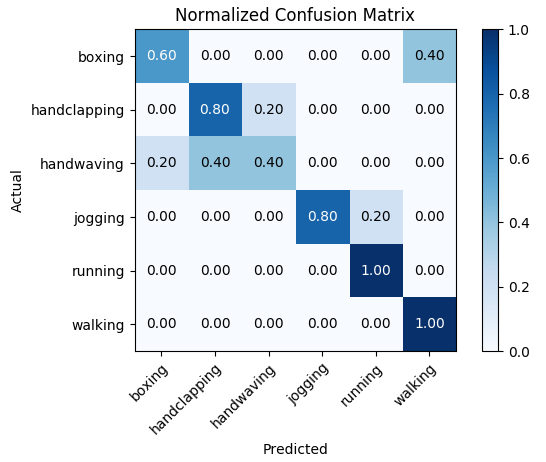 Normalized Confusion Matrix
boxing 0.60 0.00 0.00 0.00 0.00 0.40
handclapping 0.00 0.80 0.20 0.00 0.00 0.00
handwaving 0.20 0.40 0.40 0.00 0.00 0.00
jogging 0.00 0.00 0.00 0.80 0.20 0.00
running 0.00 0.00 0.00 0.00 1.00 0.00
walking 0.00 0.00 0.00 0.00 0.00 1.00
Actual
boxing handclapping handwaving jogging running walking
Predicted
1.0
0.8
0.6
0.4
0.2
0.0